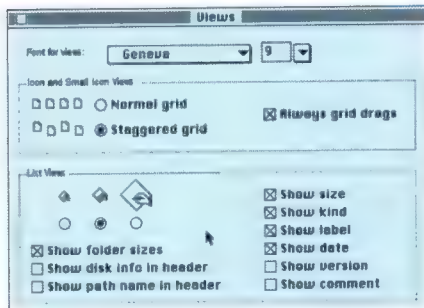 Views
Font for views: Geneva 9
Icon and Small Icon Views
Normal grid
Staggered grid
Always grid drags
List Views
Show folder sizes
Show disk info in header
Show path name in header
Show size
Show kind
Show label
Show date
Show version
Show comment